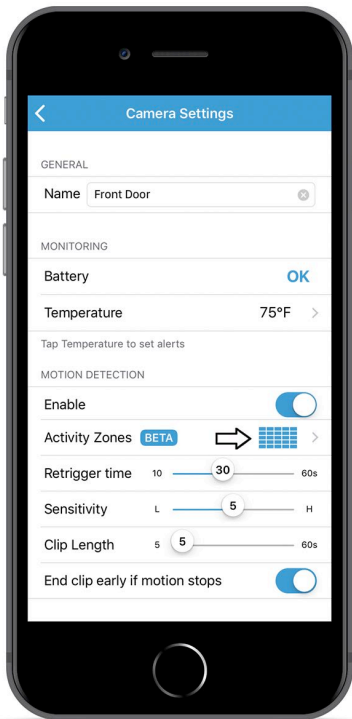 Camera Settings
GENERAL
Name Front Door
MONITORING
Battery OK
Temperature 75°F
Tap Temperature to set alerts
MOTION DETECTION
Enable
Activity Zones BETA
Retrigger time 10 30 60s
Sensitivity L 5 H
Clip Length 5 5 60s
End clip early if motion stops